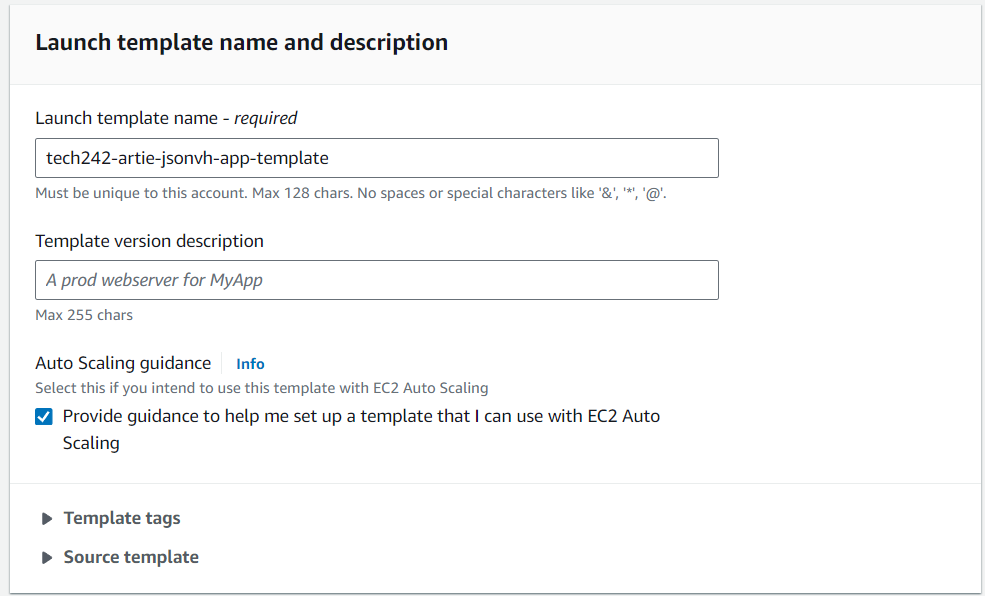 Launch template name and description
Launch template name - required
tech242-artie-jsonvh-app-template
Must be unique to this account. Max 128 chars. No spaces or special characters like '&', '*', '@'.
Template version description
A prod webserver for MyApp
Max 255 chars
Auto Scaling guidance Info
Select this if you intend to use this template with EC2 Auto Scaling
Provide guidance to help me set up a template that I can use with EC2 Auto
Scaling
Template tags
Source template